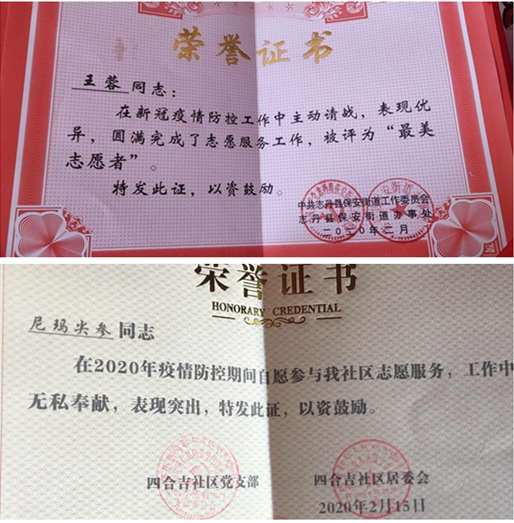 荣誉证书
王蓉 同志：
在新冠疫情防控工作中主动请战，表现优
异，圆满完成了志愿服务工作，被评为“最美
志愿者”。
特发此证，以资鼓励。
中共志丹县保安街道工作委员会
志丹县保安街道办事处
二〇二〇年二月
荣誉证书
HONORARY CREDENTIAL
尼玛尖参 同志
在2020年疫情防控期间自愿参与我社区志愿服务，工作中
无私奉献，表现突出，特发此证，以资鼓励。
四合吉社区党支部
四合吉社区居委会
2020年2月15日